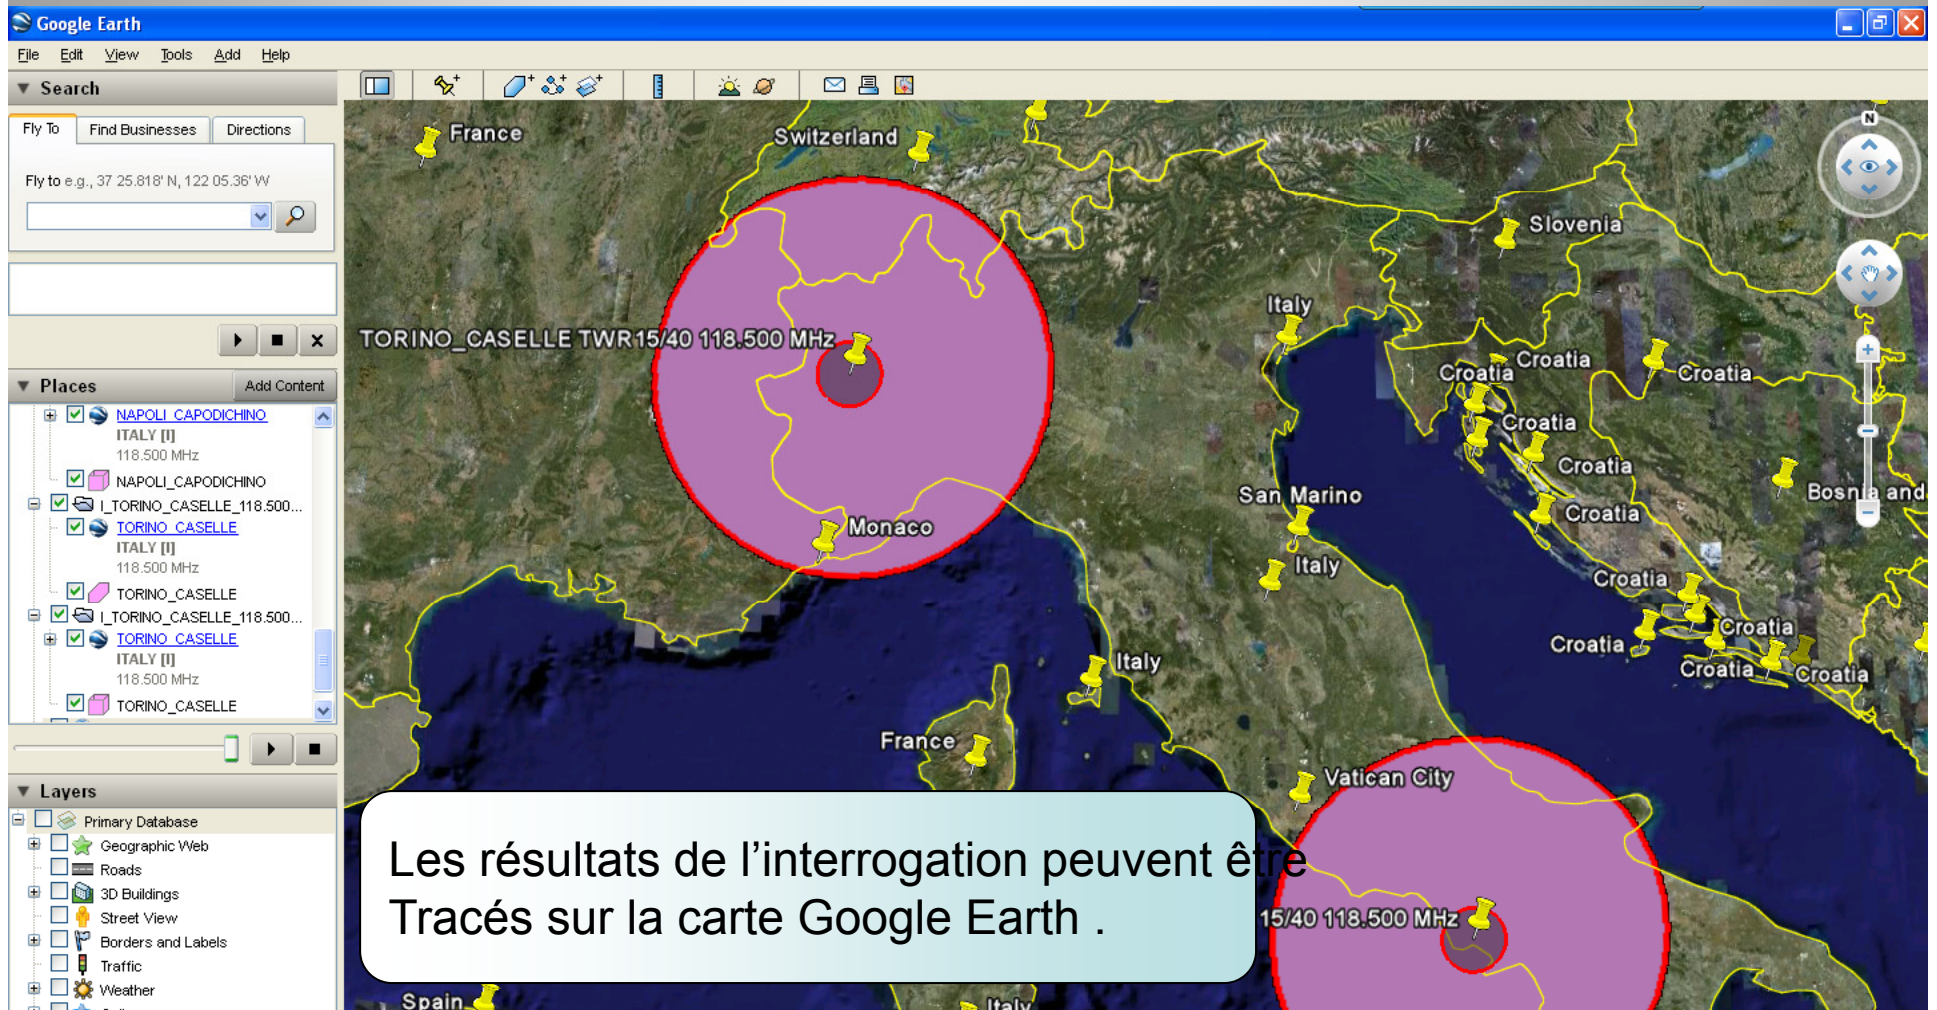 Google Earth
File Edit View Tools Add Help
Search
Fly To Find Businesses Directions
Fly to e.g., 37 25.818' N, 122 05.36' W
Places Add Content
NAPOLI_CAPODICHINO
ITALY [I]
118.500 MHz
NAPOLI_CAPODICHINO
I_TORINO_CASELLE_118.500...
TORINO_CASELLE
ITALY [I]
118.500 MHz
TORINO_CASELLE
I_TORINO_CASELLE_118.500...
TORINO_CASELLE
ITALY [I]
118.500 MHz
TORINO_CASELLE
Layers
Primary Database
Geographic Web
Roads
3D Buildings
Street View
Borders and Labels
Traffic
Weather
France
Switzerland
N
Slovenia
Italy
TORINO_CASELLE TWR15/40 118.500 MHz
Croatia
Croatia
Croatia
Croatia
Croatia
San Marino
Bosnia and
Croatia
Monaco
Italy
Croatia
Croatia
Croatia
Italy
Croatia
Croatia
France
Vatican City
Les résultats de l’interrogation peuvent être
Tracés sur la carte Google Earth .
15/40 118.500 MHz
Spain
Italy